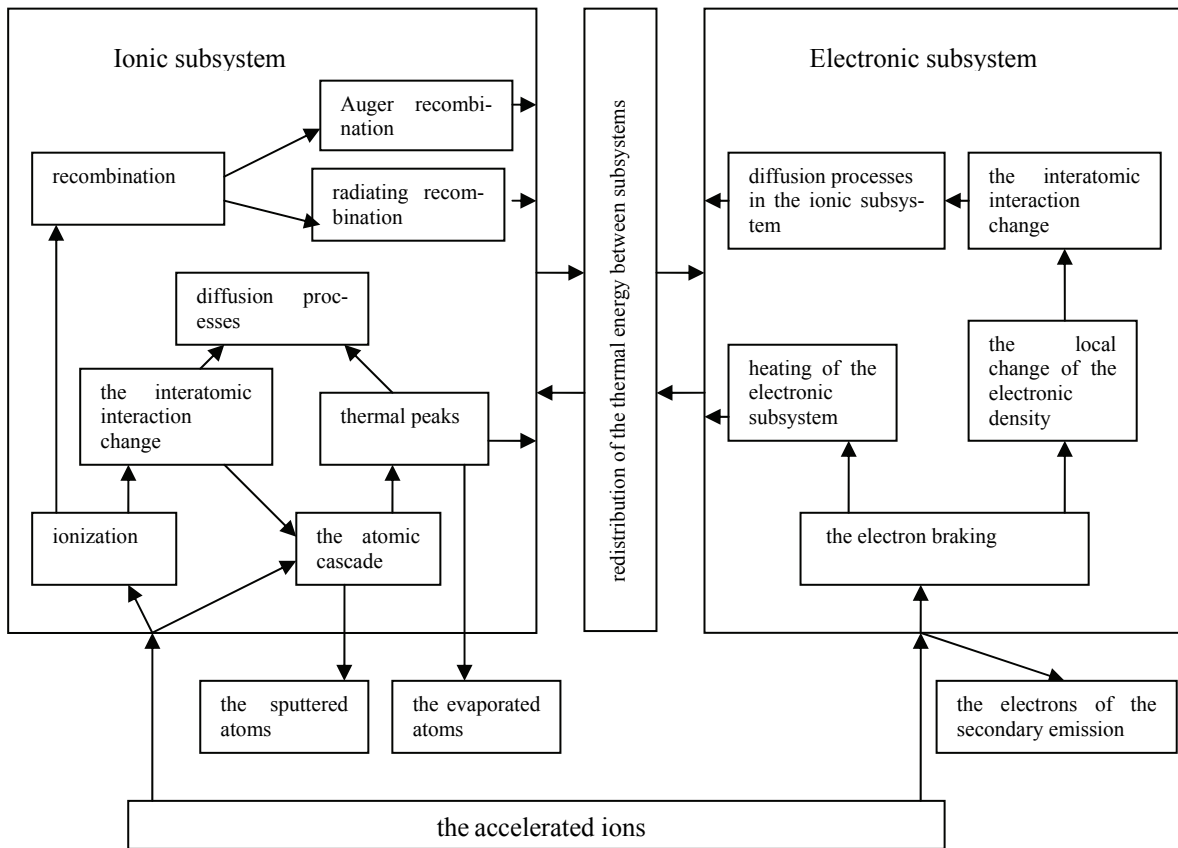 Ionic subsystem
Auger recombi-
nation
recombination
radiating recom-
bination
diffusion proc-
esses
the interatomic
interaction
change
thermal peaks
ionization
the atomic
cascade
the sputtered
atoms
the evaporated
atoms
redistribution of the thermal energy between subsystems
Electronic subsystem
diffusion processes
in the ionic subsys-
tem
the interatomic
interaction
change
heating of the
electronic
subsystem
the local
change of the
electronic
density
the electron braking
the electrons of the
secondary emission
the accelerated ions